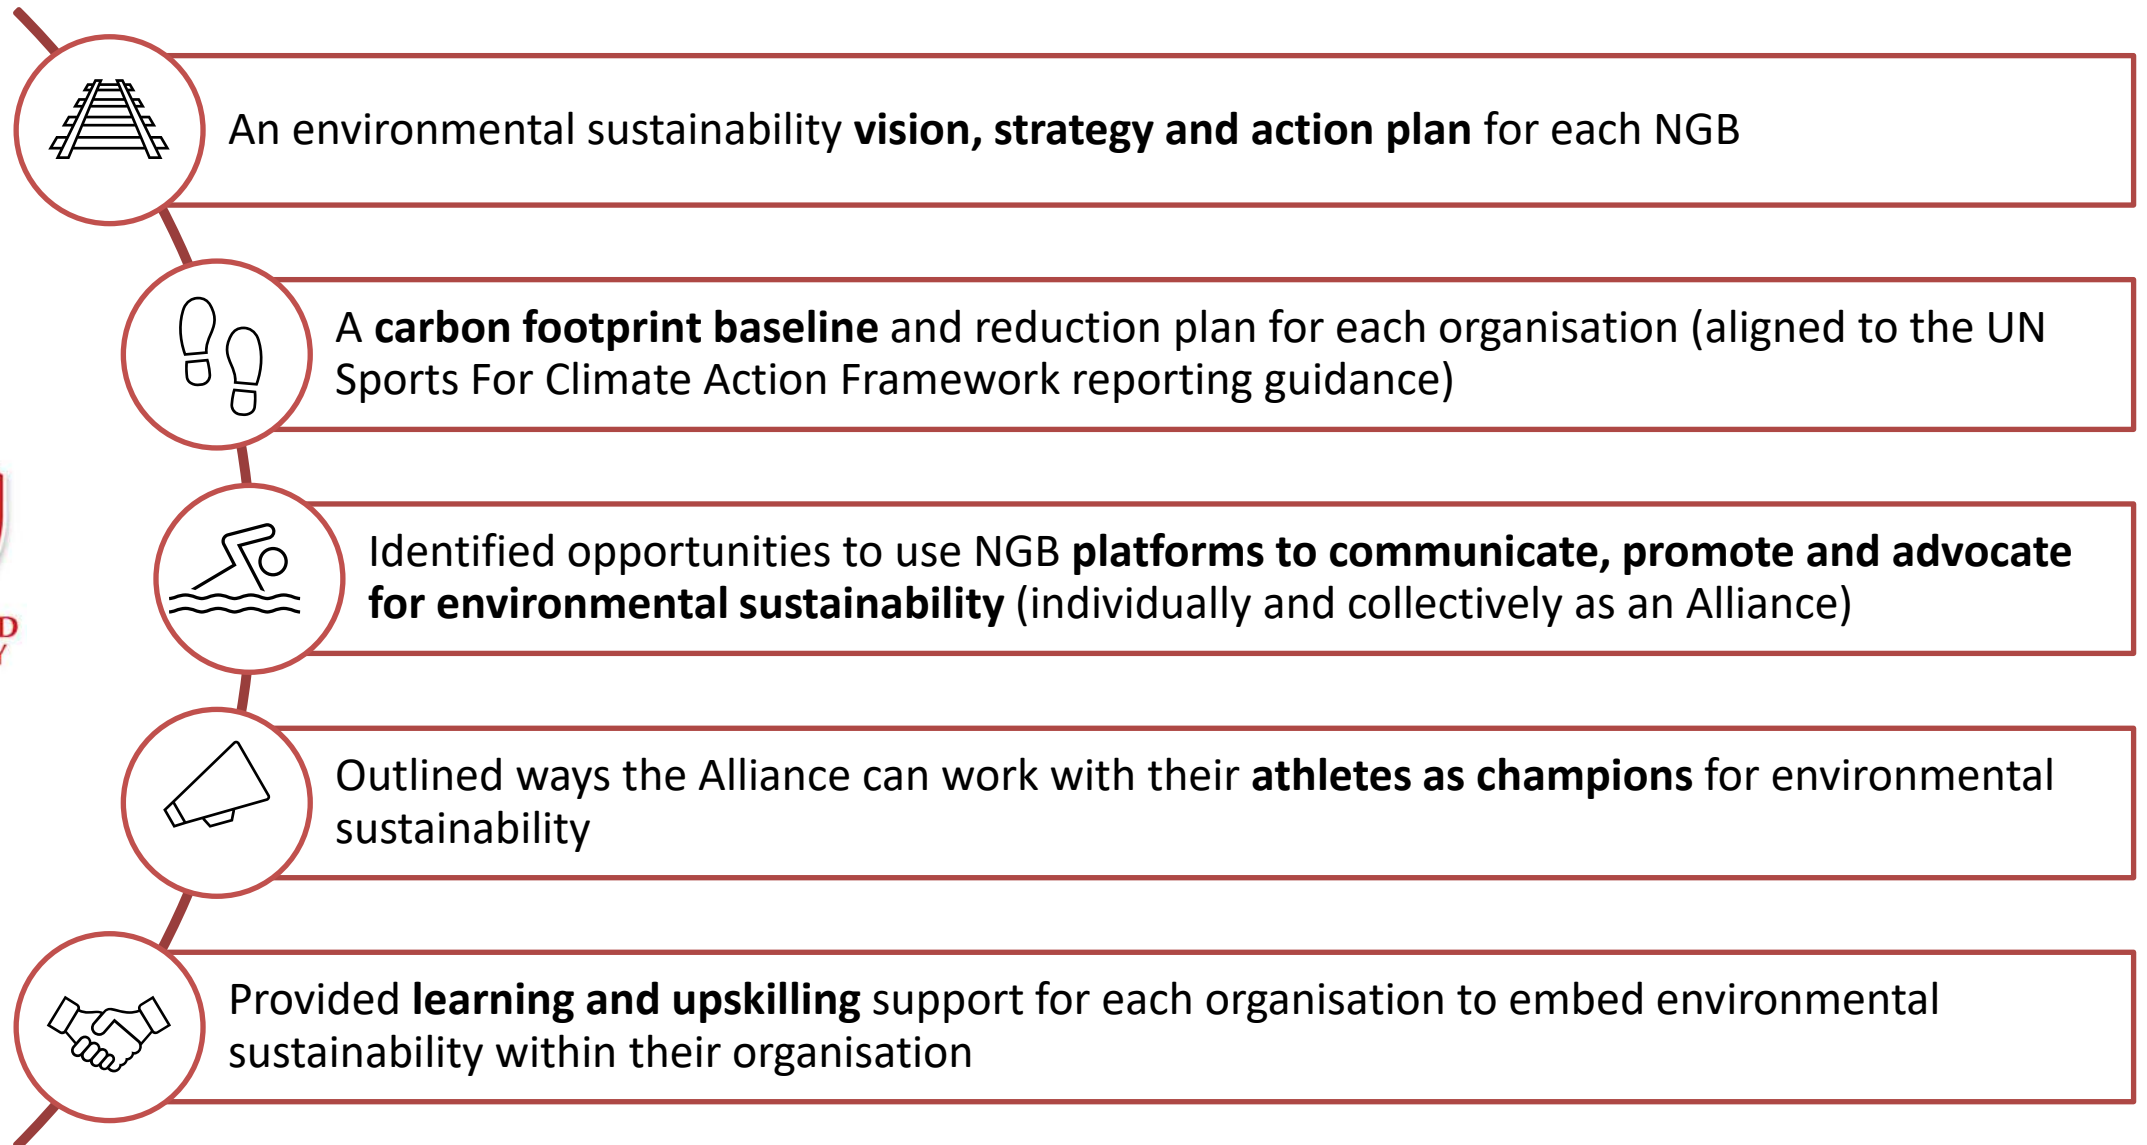 An environmental sustainability vision, strategy and action plan for each NGB
A carbon footprint baseline and reduction plan for each organisation (aligned to the UN
Sports For Climate Action Framework reporting guidance)
Identified opportunities to use NGB platforms to communicate, promote and advocate
for environmental sustainability (individually and collectively as an Alliance)
Outlined ways the Alliance can work with their athletes as champions for environmental
sustainability
Provided learning and upskilling support for each organisation to embed environmental
sustainability within their organisation